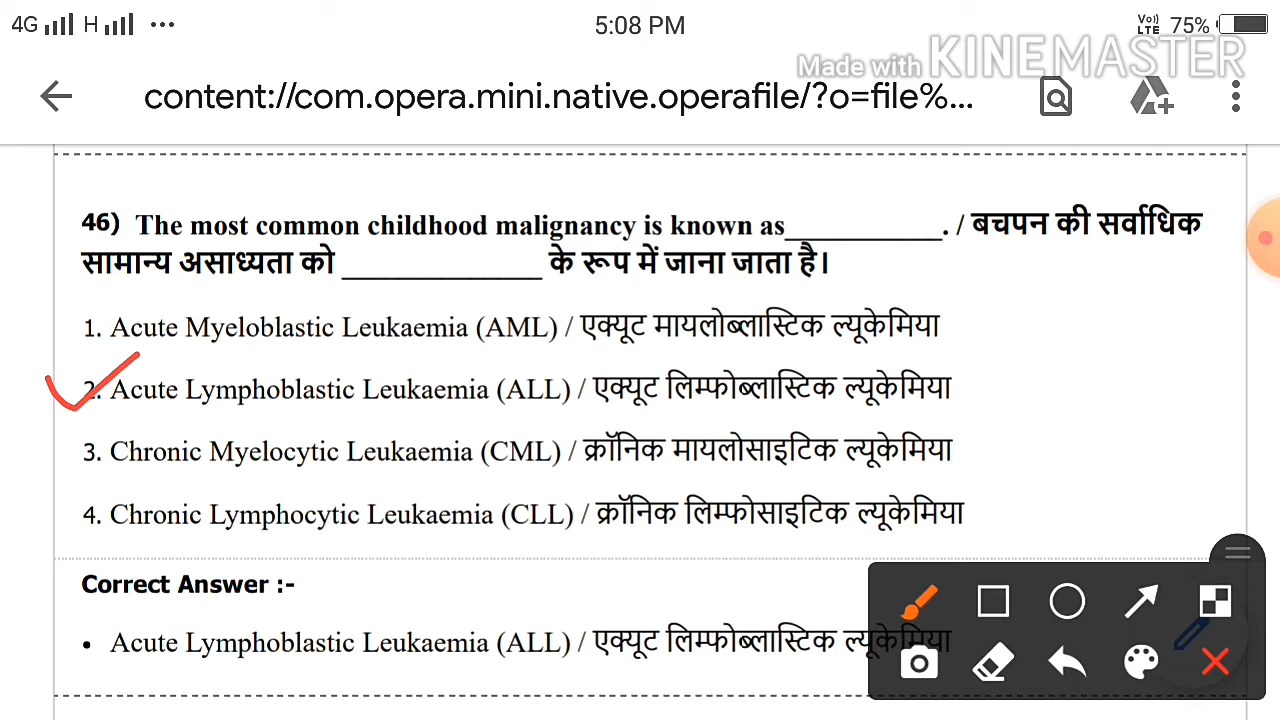 4G H ... 5:08 PM Vo) LTE 75%
Made with KINEMASTER
content://com.opera.mini.native.operafile/?o=file%...
46) The most common childhood malignancy is known as___________. / बचपन की सर्वाधिक
सामान्य असाध्यता को ______________ के रूप में जाना जाता है।
1. Acute Myeloblastic Leukaemia (AML) / एक्यूट मायलोब्लास्टिक ल्यूकेमिया
2. Acute Lymphoblastic Leukaemia (ALL) / एक्यूट लिम्फोब्लास्टिक ल्यूकेमिया
3. Chronic Myelocytic Leukaemia (CML) / क्रॉनिक मायलोसाइटिक ल्यूकेमिया
4. Chronic Lymphocytic Leukaemia (CLL) / क्रॉनिक लिम्फोसाइटिक ल्यूकेमिया
Correct Answer :-
• Acute Lymphoblastic Leukaemia (ALL) / एक्यूट लिम्फोब्लास्टिक ल्यूकेमिया